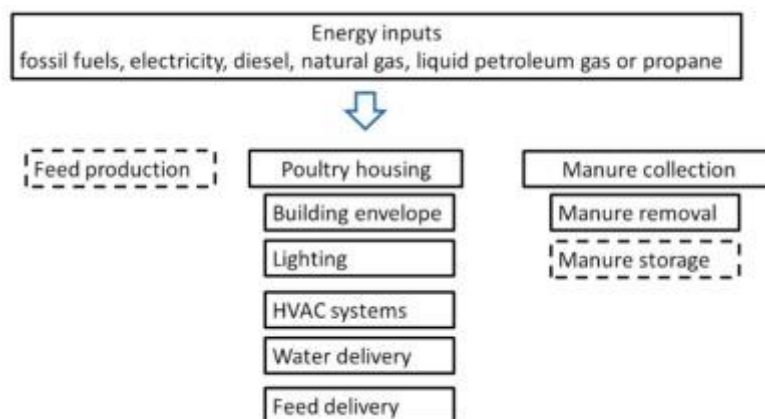 Energy inputs
fossil fuels, electricity, diesel, natural gas, liquid petroleum gas or propane
Feed production
Poultry housing
Manure collection
Building envelope
Manure removal
Lighting
Manure storage
HVAC systems
Water delivery
Feed delivery